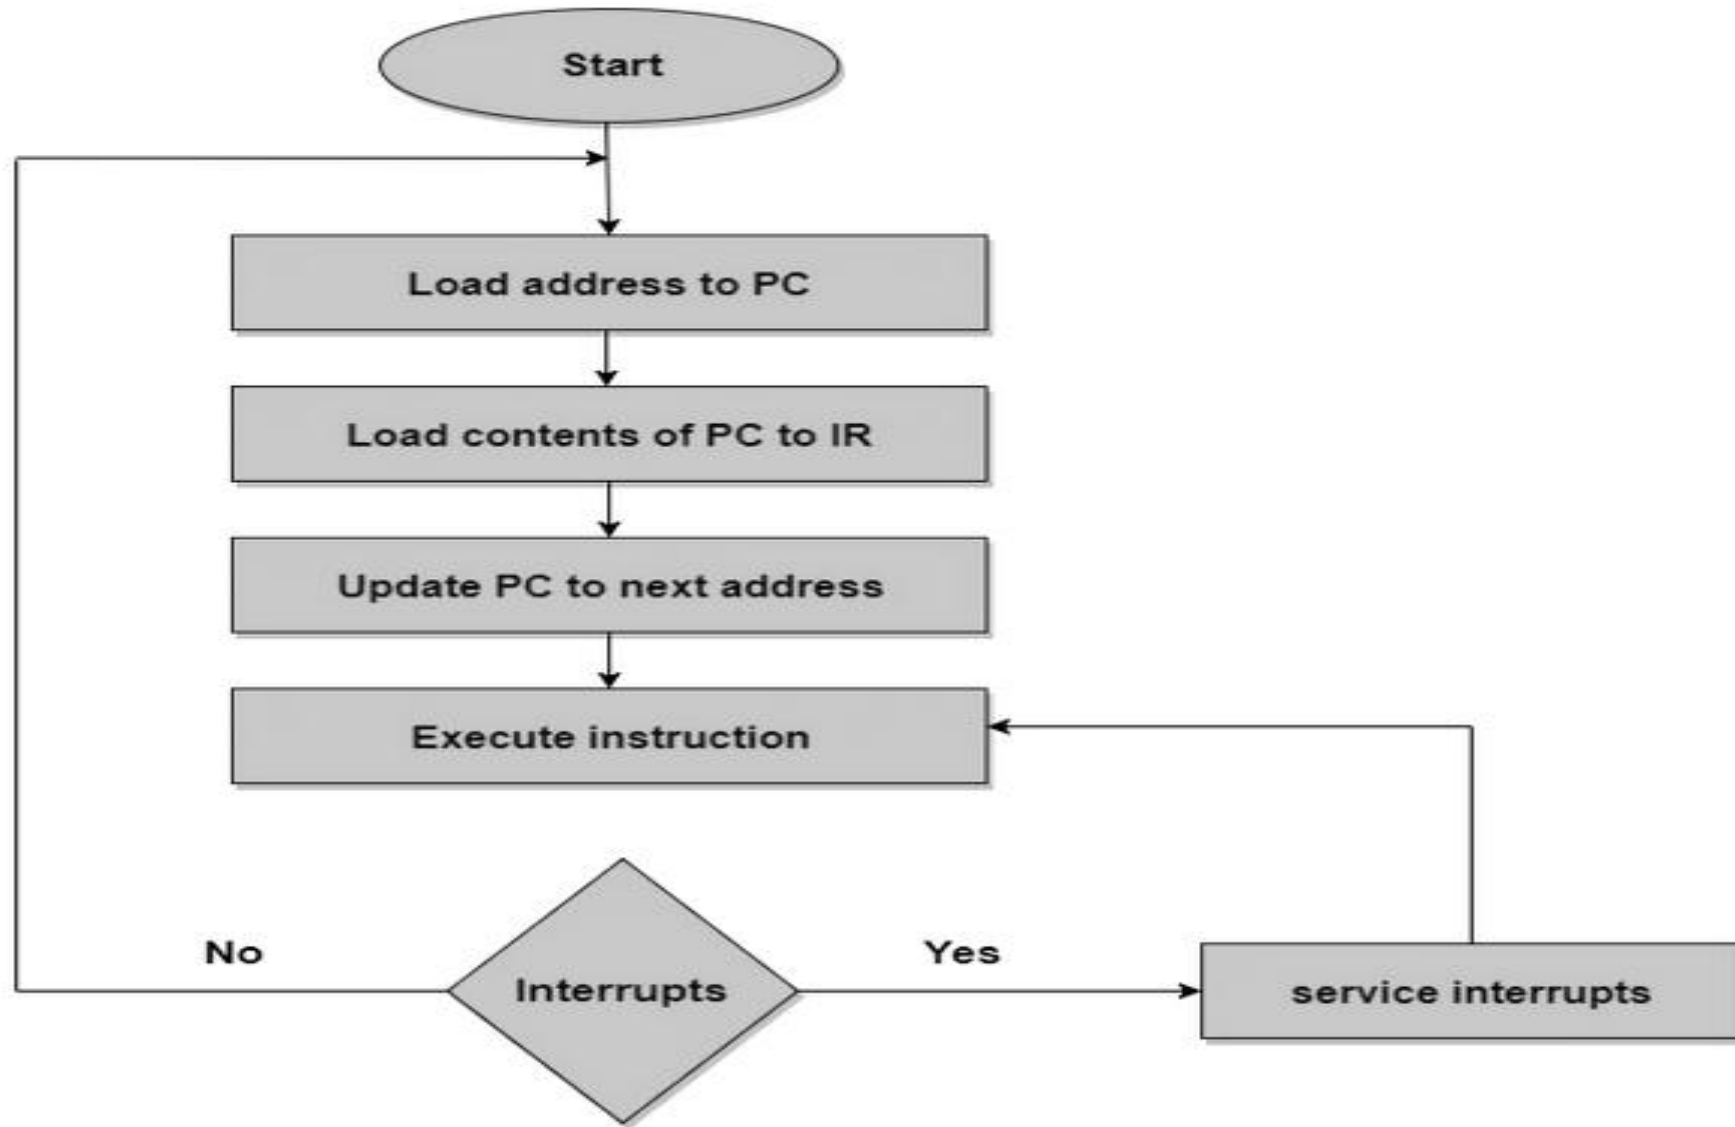 Start
Load address to PC
Load contents of PC to IR
Update PC to next address
Execute instruction
No
Yes
Interrupts
service interrupts